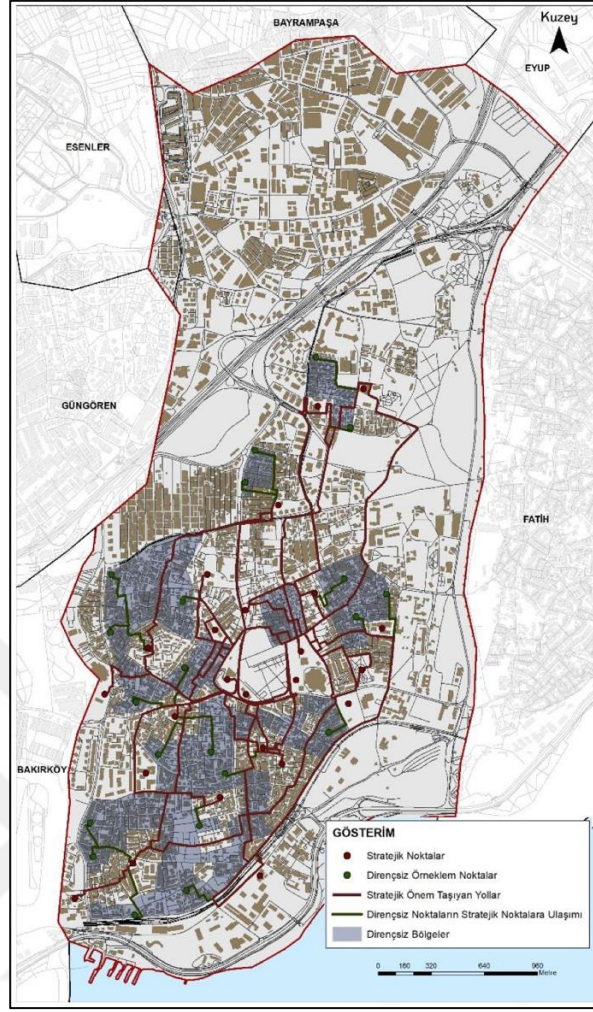 BAYRAMPAŞA
Kuzey
EYUP
ESENLER
GÜNGÖREN
FATİH
BAKIRKÖY
GÖSTERİM
Stratejik Noktalar
Dirençsiz Örneklem Noktalar
Stratejik Önem Taşıyan Yollar
Dirençsiz Noktaların Stratejik Noktalara Ulaşımı
Dirençsiz Bölgeler
0 160 320 640 960
Metre